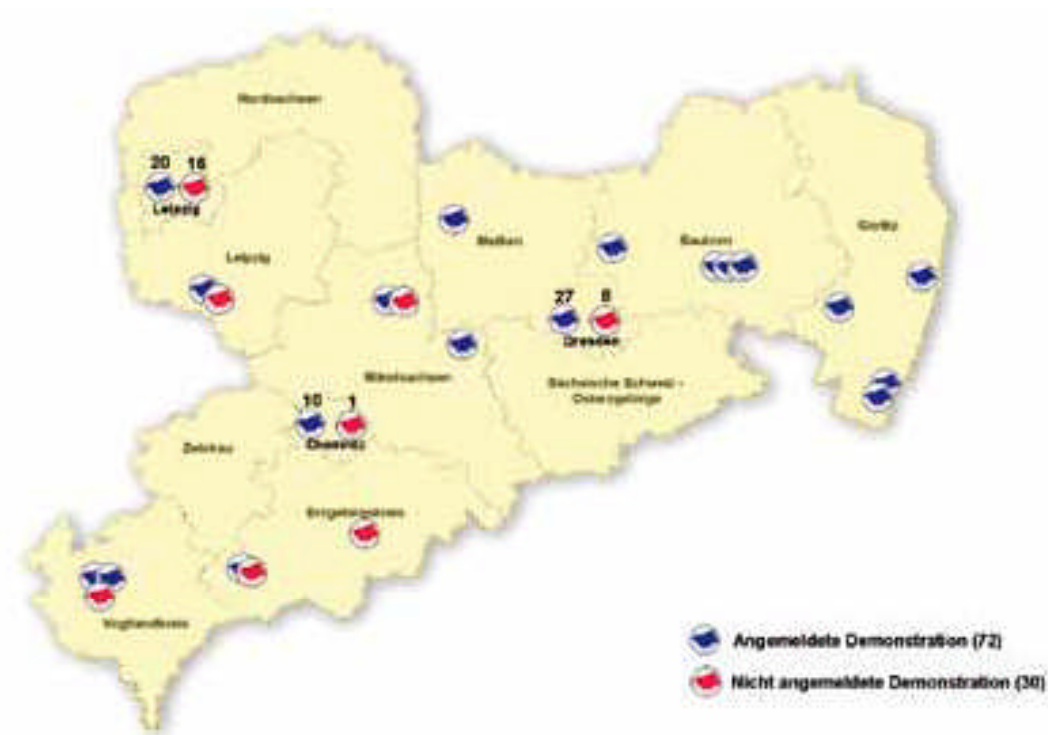 Nordsachsen
20 16
Leipzig
Leipzig
Meißen
Bautzen
Görlitz
27 8
Dresden
Mittelsachsen
Sächsische Schweiz -
Osterzgebirge
10 1
Chemnitz
Zwickau
Erzgebirgskreis
Vogtlandkreis
Angemeldete Demonstration (72)
Nicht angemeldete Demonstration (30)